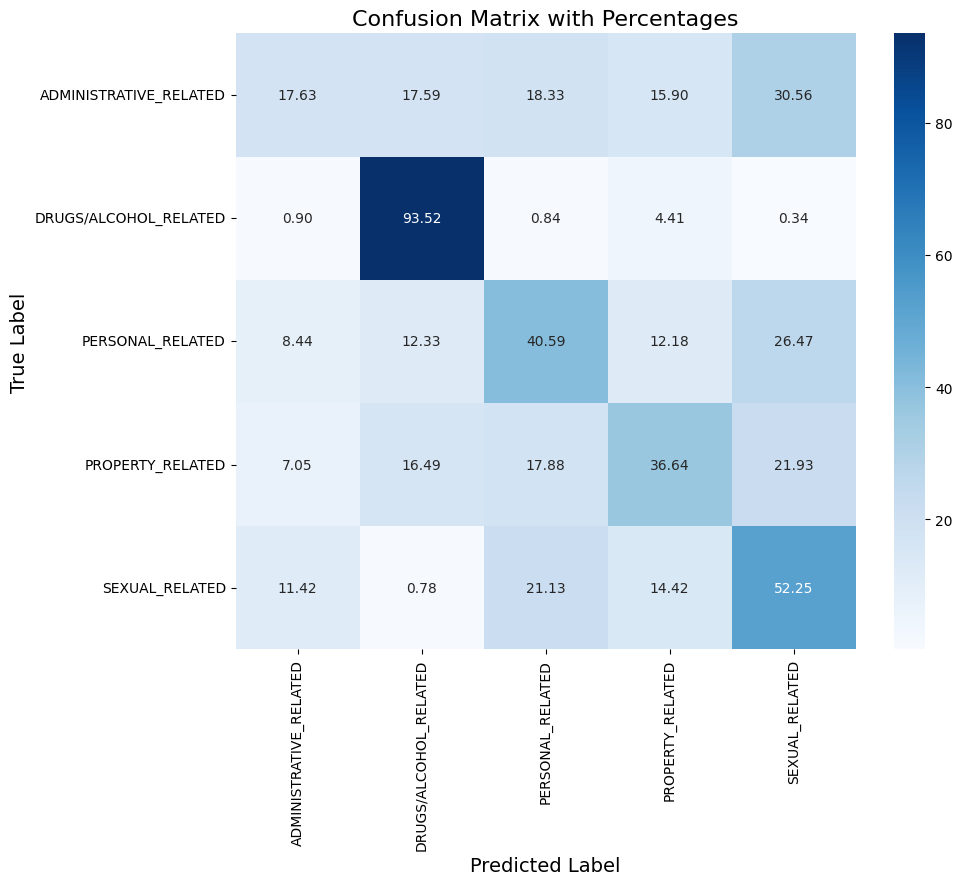 Confusion Matrix with Percentages
ADMINISTRATIVE_RELATED 17.63 17.59 18.33 15.90 30.56
DRUGS/ALCOHOL_RELATED 0.90 93.52 0.84 4.41 0.34
PERSONAL_RELATED 8.44 12.33 40.59 12.18 26.47
PROPERTY_RELATED 7.05 16.49 17.88 36.64 21.93
SEXUAL_RELATED 11.42 0.78 21.13 14.42 52.25
True Label
80
60
40
20
ADMINISTRATIVE_RELATED
DRUGS/ALCOHOL_RELATED
PERSONAL_RELATED
PROPERTY_RELATED
SEXUAL_RELATED
Predicted Label